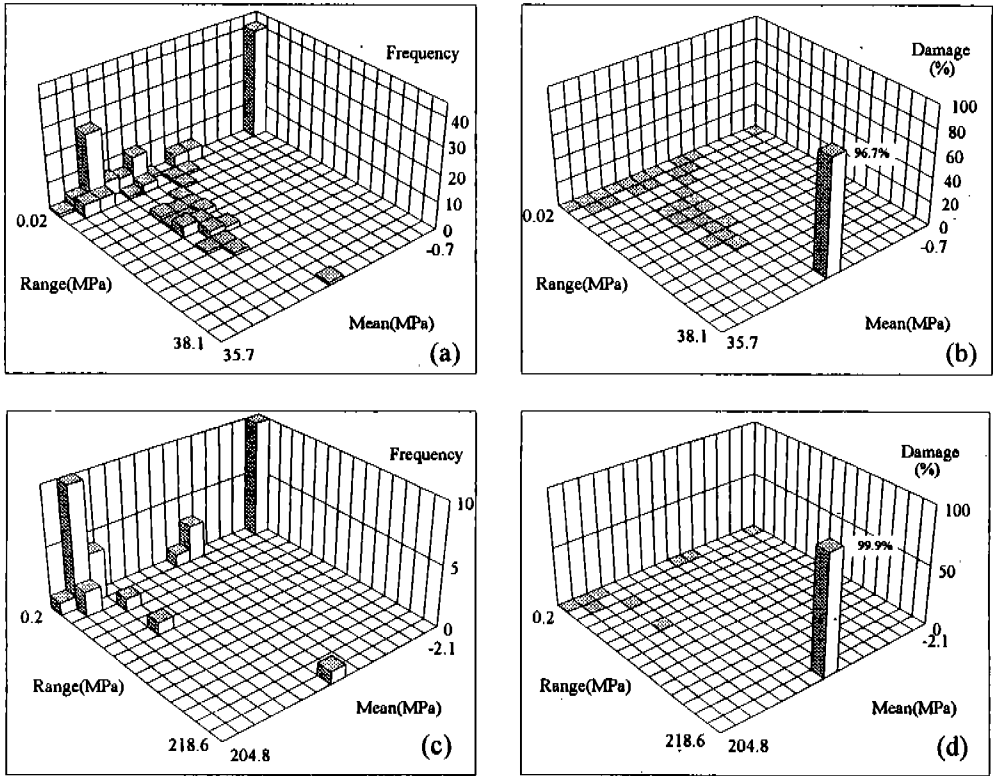 Frequency
40
30
20
10
0
-0.7
0.02
Range(MPa)
Mean(MPa)
38.1
35.7
(a)
Damage
(%)
100
80
60
40
20
0
-0.7
96.7%
0.02
Range(MPa)
Mean(MPa)
38.1
35.7
(b)
Frequency
10
5
0
-2.1
0.2
Range(MPa)
Mean(MPa)
218.6
204.8
(c)
Damage
(%)
100
50
0
-2.1
99.9%
0.2
Range(MPa)
Mean(MPa)
218.6
204.8
(d)